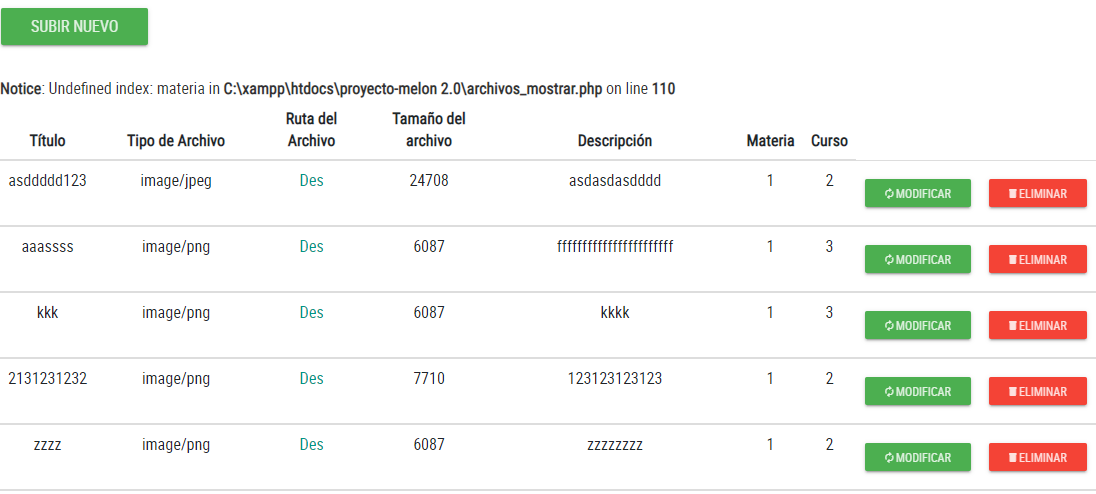 SUBIR NUEVO
Notice: Undefined index: materia in C:\xampp\htdocs\proyecto-melon 2.0\archivos_mostrar.php on line 110
Título Tipo de Archivo Ruta del Archivo Tamaño del archivo Descripción Materia Curso
asddddd123 image/jpeg Des 24708 asdasdasdddd 1 2 MODIFICAR ELIMINAR
aaassss image/png Des 6087 fffffffffffffffffffffff 1 3 MODIFICAR ELIMINAR
kkk image/png Des 6087 kkkk 1 3 MODIFICAR ELIMINAR
2131231232 image/png Des 7710 123123123123 1 2 MODIFICAR ELIMINAR
zzzz image/png Des 6087 zzzzzzzz 1 2 MODIFICAR ELIMINAR